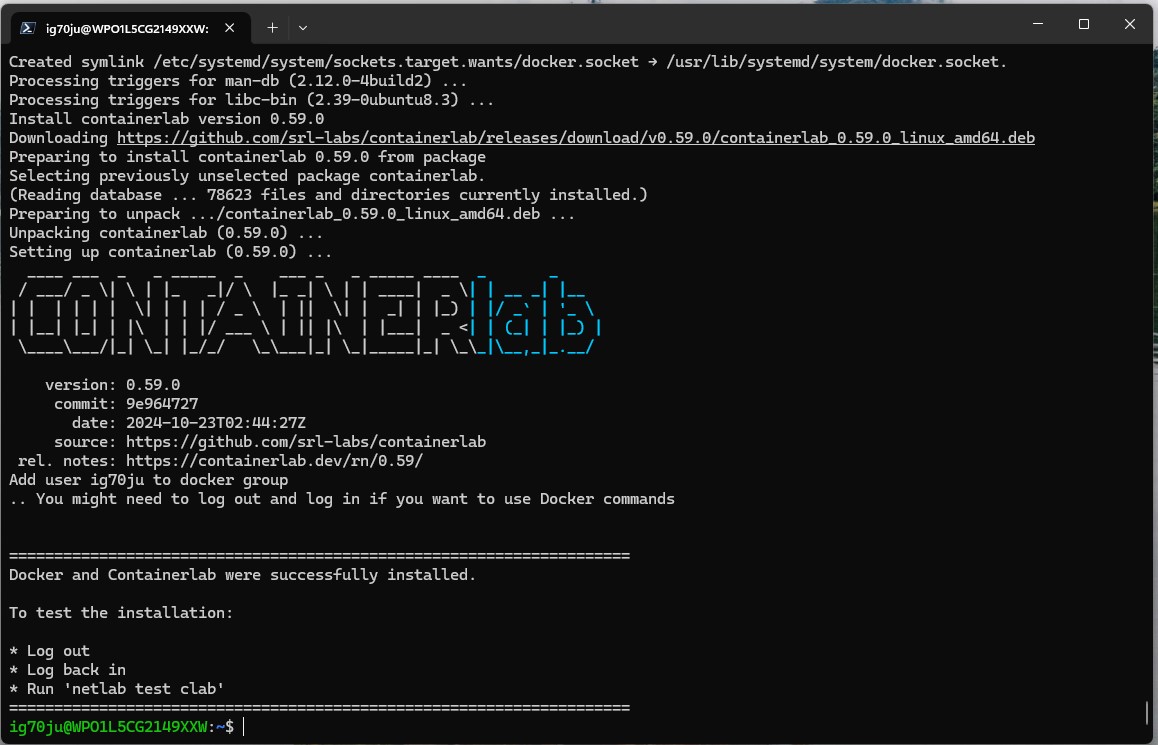 ig70ju@WPO1L5CG2149XXW:
Created symlink /etc/systemd/system/sockets.target.wants/docker.socket → /usr/lib/systemd/system/docker.socket.
Processing triggers for man-db (2.12.0-4build2) ...
Processing triggers for libc-bin (2.39-0ubuntu8.3) ...
Install containerlab version 0.59.0
Downloading https://github.com/srl-labs/containerlab/releases/download/v0.59.0/containerlab_0.59.0_linux_amd64.deb
Preparing to install containerlab 0.59.0 from package
Selecting previously unselected package containerlab.
(Reading database ... 78623 files and directories currently installed.)
Preparing to unpack .../containerlab_0.59.0_linux_amd64.deb ...
Unpacking containerlab (0.59.0) ...
Setting up containerlab (0.59.0) ...
CONTAINERlab
version: 0.59.0
commit: 9e964727
date: 2024-10-23T02:44:27Z
source: https://github.com/srl-labs/containerlab
rel. notes: https://containerlab.dev/rn/0.59/
Add user ig70ju to docker group
.. You might need to log out and log in if you want to use Docker commands
=====================================================================
Docker and Containerlab were successfully installed.
To test the installation:
* Log out
* Log back in
* Run 'netlab test clab'
=====================================================================
ig70ju@WPO1L5CG2149XXW:~$